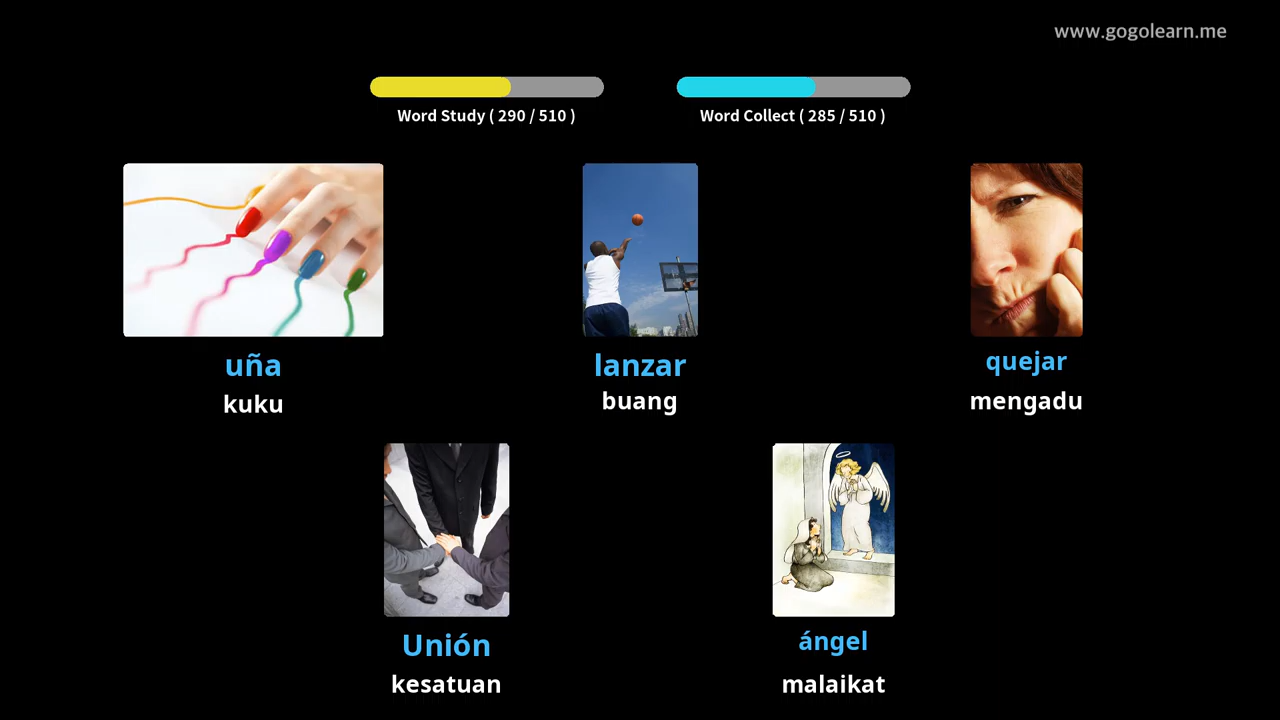 www.gogolearn.me
Word Study ( 290 / 510 )
Word Collect ( 285 / 510 )
uña
kuku
lanzar
buang
quejar
mengadu
Unión
kesatuan
ángel
malaikat